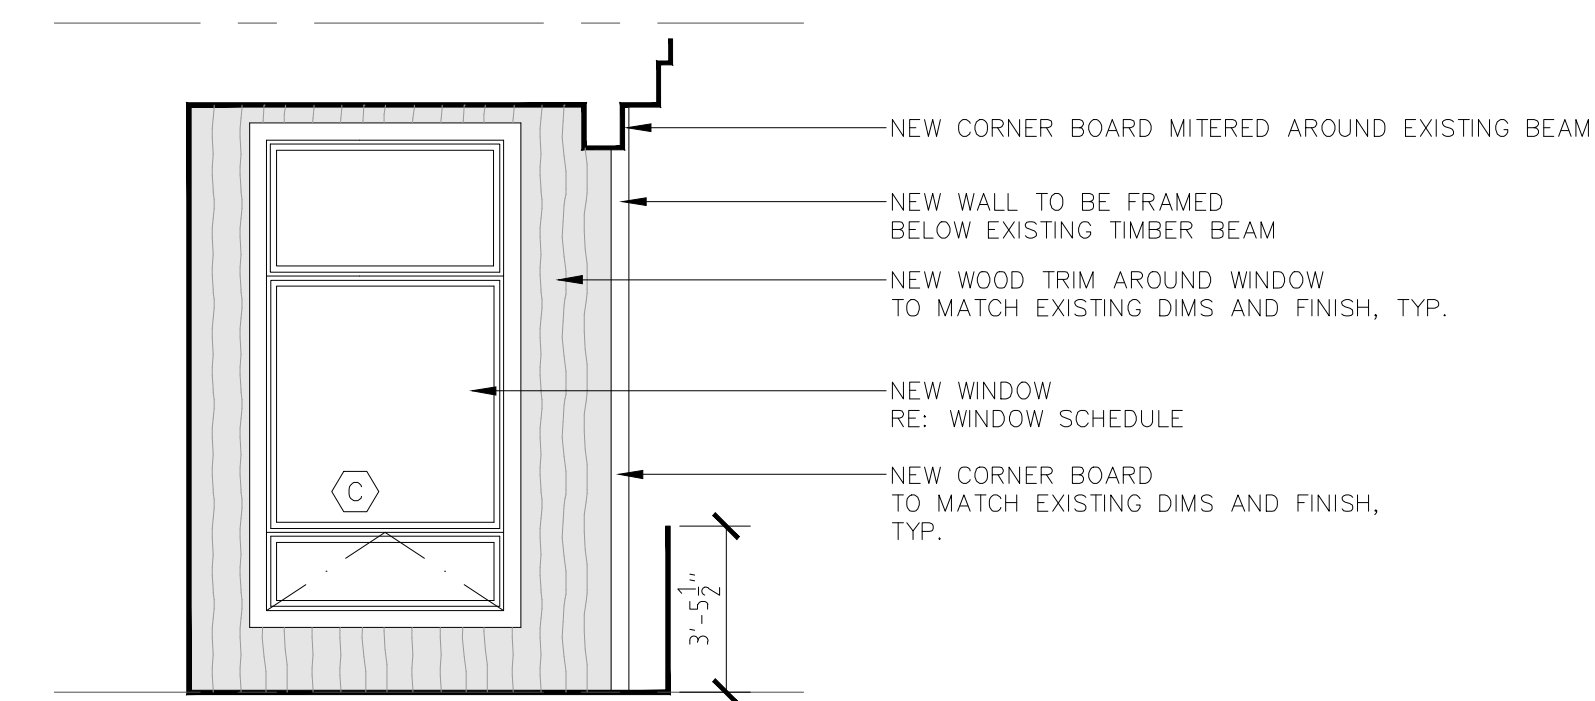 NEW CORNER BOARD MITERED AROUND EXISTING BEAM
NEW WALL TO BE FRAMED
BELOW EXISTING TIMBER BEAM
NEW WOOD TRIM AROUND WINDOW
TO MATCH EXISTING DIMS AND FINISH, TYP.
NEW WINDOW
RE: WINDOW SCHEDULE
C
NEW CORNER BOARD
TO MATCH EXISTING DIMS AND FINISH,
TYP.
3'-5 1/2"